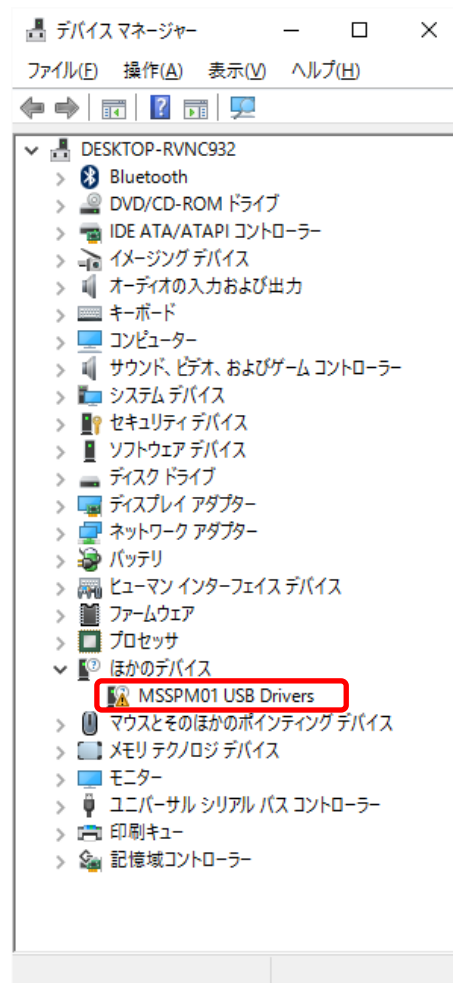 デバイス マネージャー
ファイル(F) 操作(A) 表示(V) ヘルプ(H)
DESKTOP-RVNC932
Bluetooth
DVD/CD-ROM ドライブ
IDE ATA/ATAPI コントローラー
イメージング デバイス
オーディオの入力および出力
キーボード
コンピューター
サウンド、ビデオ、およびゲーム コントローラー
システム デバイス
セキュリティ デバイス
ソフトウェア デバイス
ディスク ドライブ
ディスプレイ アダプター
ネットワーク アダプター
バッテリ
ヒューマン インターフェイス デバイス
ファームウェア
プロセッサ
ほかのデバイス
MSSPM01 USB Drivers
マウスとそのほかのポインティング デバイス
メモリ テクノロジ デバイス
モニター
ユニバーサル シリアル バス コントローラー
印刷キュー
記憶域コントローラー